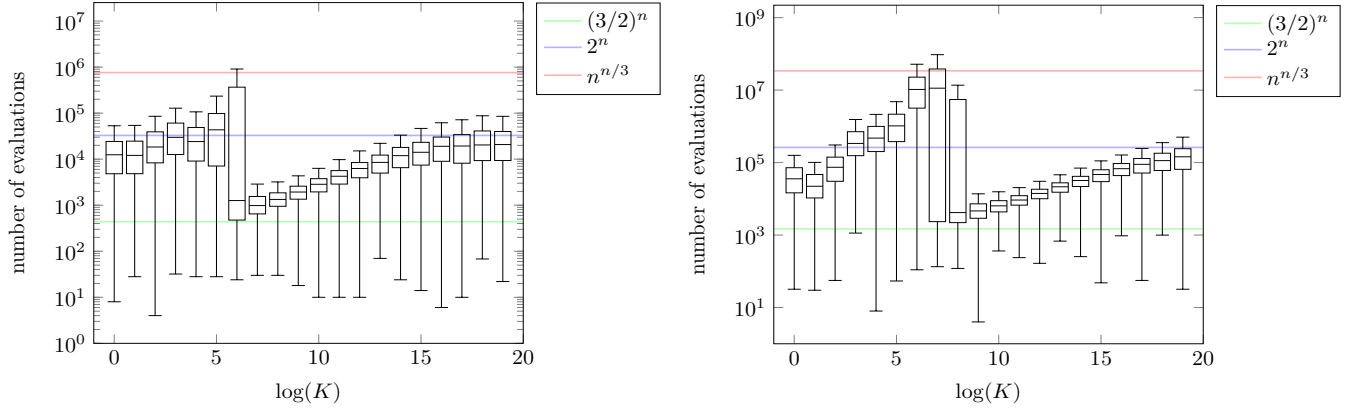 10^7
10^6
10^5
10^4
10^3
10^2
10^1
10^0
number of evaluations
0 5 10 15 20
log(K)
(3/2)^n
2^n
n^{n/3}
10^9
10^7
10^5
10^3
10^1
number of evaluations
0 5 10 15 20
log(K)
(3/2)^n
2^n
n^{n/3}